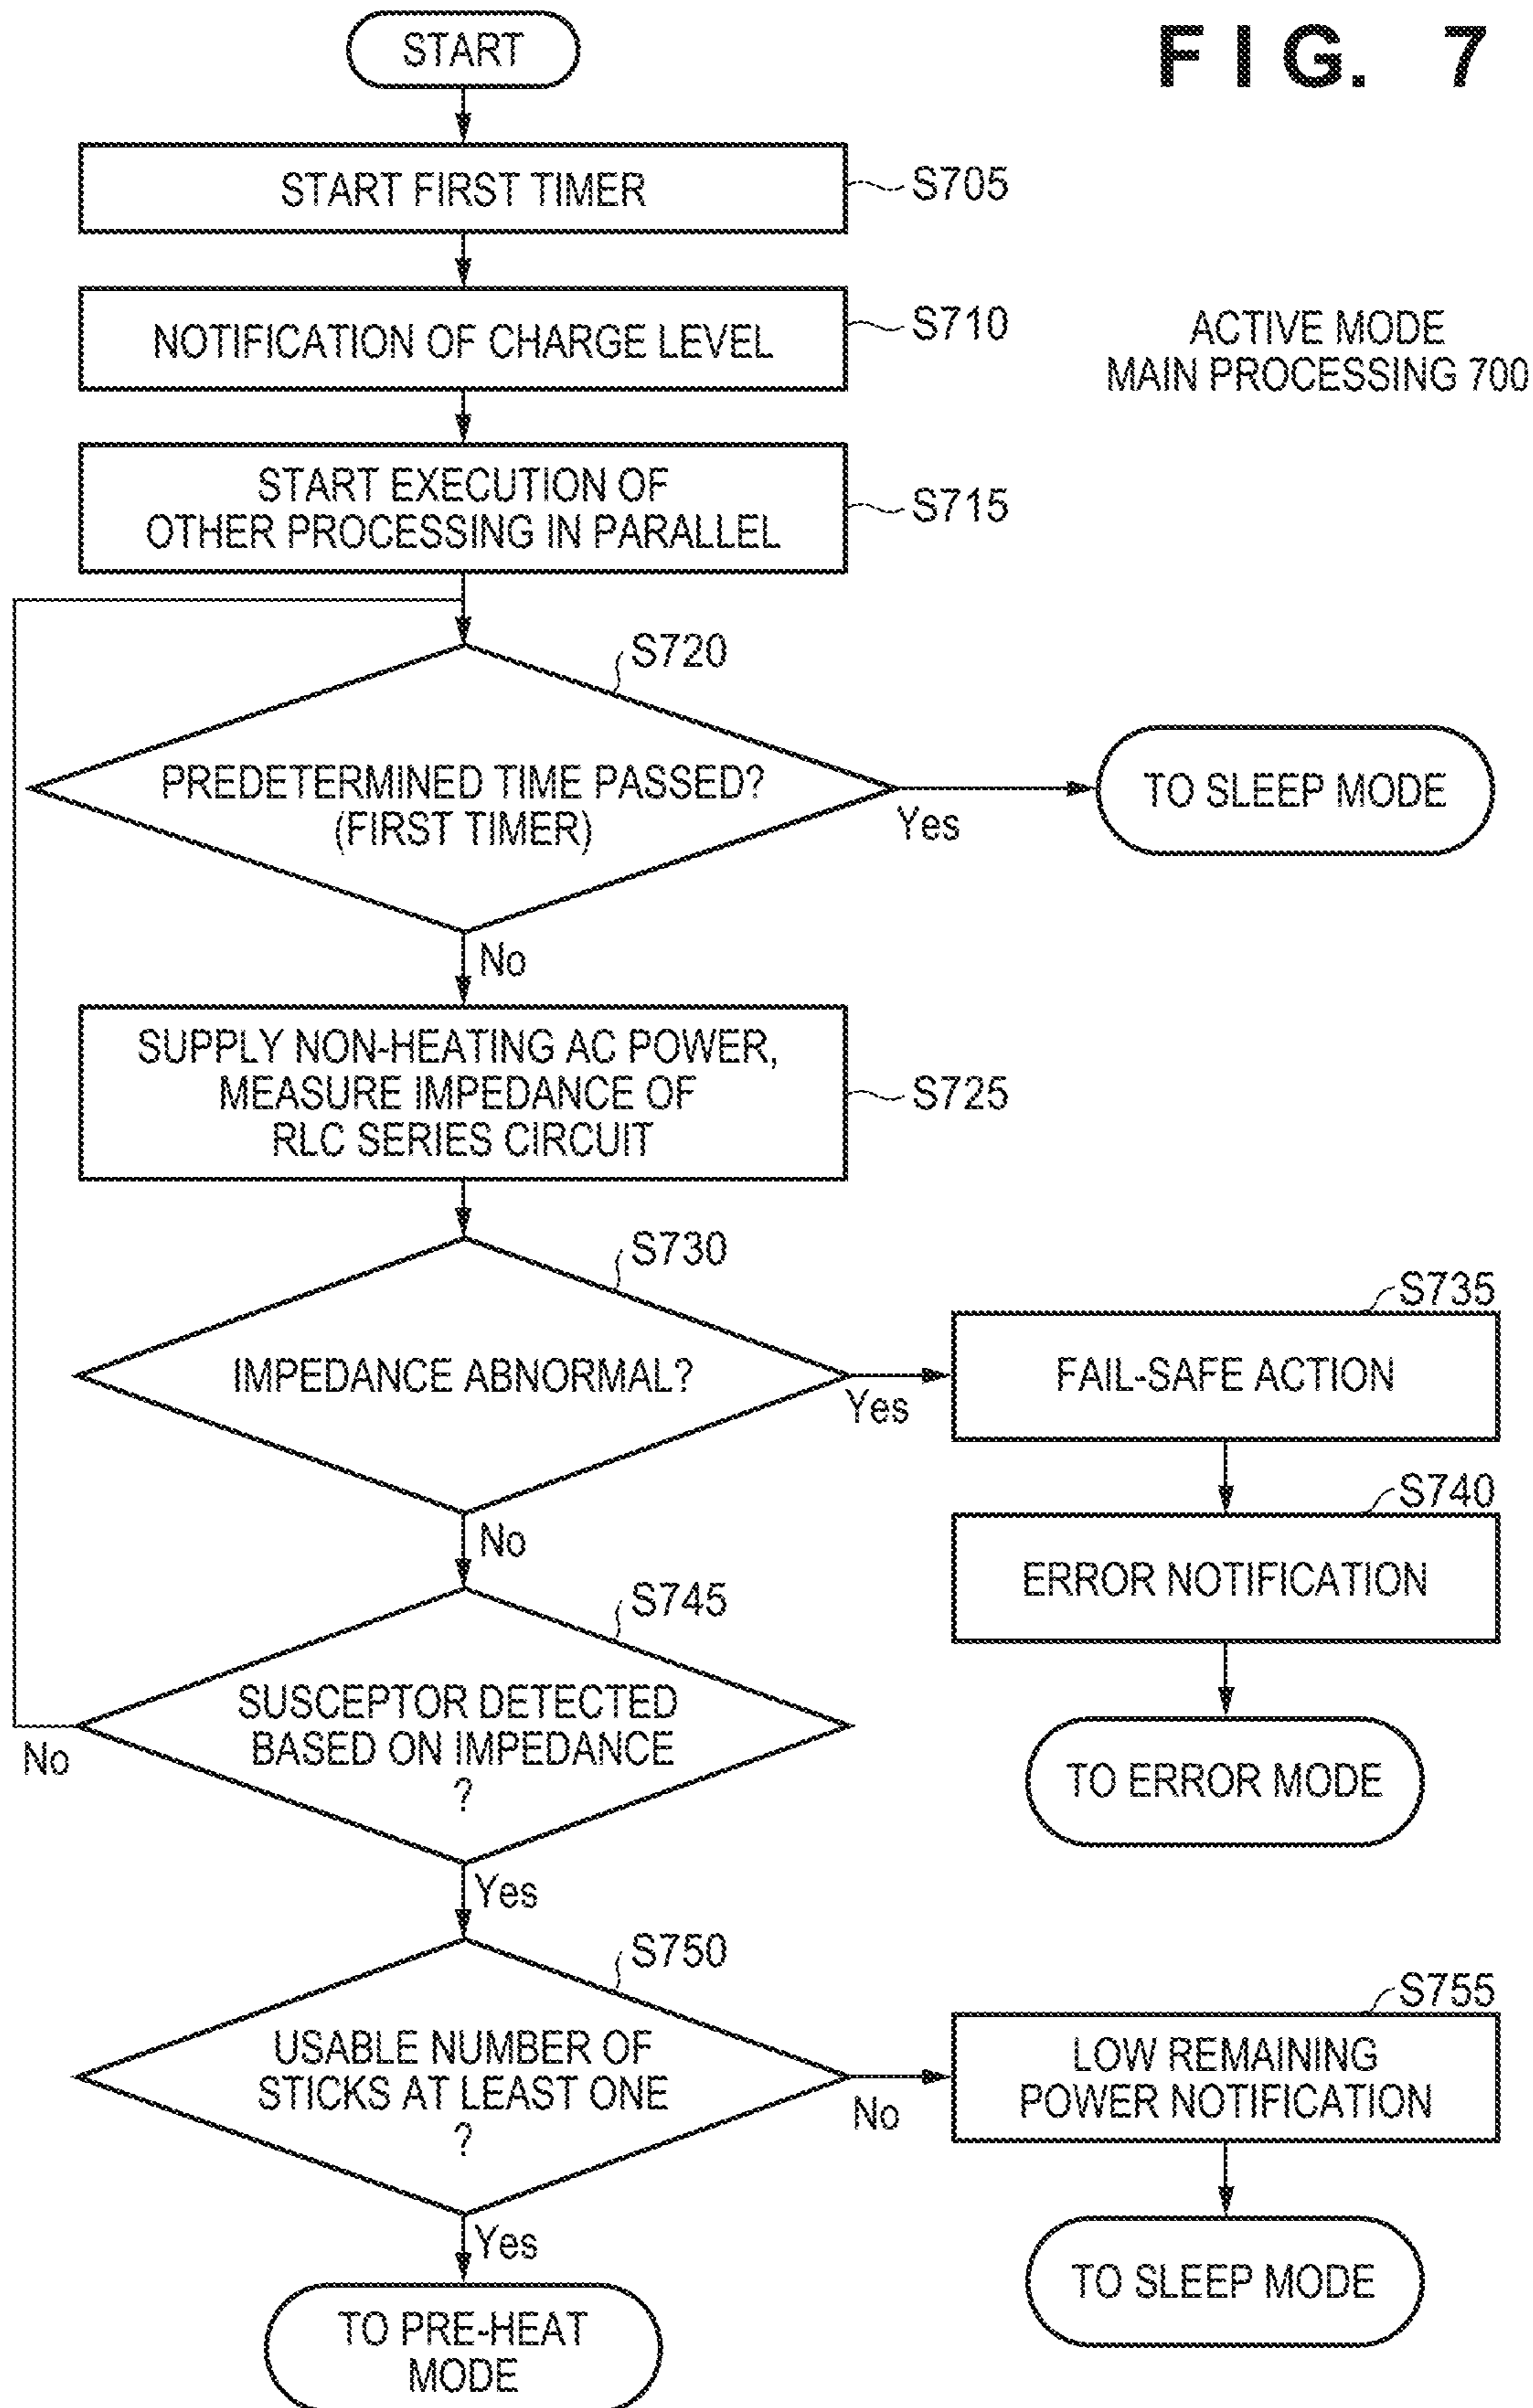 FIG. 7
START
START FIRST TIMER
S705
NOTIFICATION OF CHARGE LEVEL
S710
ACTIVE MODE
MAIN PROCESSING 700
START EXECUTION OF
OTHER PROCESSING IN PARALLEL
S715
S720
PREDETERMINED TIME PASSED?
(FIRST TIMER)
Yes
TO SLEEP MODE
No
SUPPLY NON-HEATING AC POWER,
MEASURE IMPEDANCE OF
RLC SERIES CIRCUIT
S725
S730
IMPEDANCE ABNORMAL?
Yes
S735
FAIL-SAFE ACTION
S740
ERROR NOTIFICATION
TO ERROR MODE
No
S745
SUSCEPTOR DETECTED
BASED ON IMPEDANCE
?
No
Yes
S750
USABLE NUMBER OF
STICKS AT LEAST ONE
?
No
S755
LOW REMAINING
POWER NOTIFICATION
TO SLEEP MODE
Yes
TO PRE-HEAT
MODE